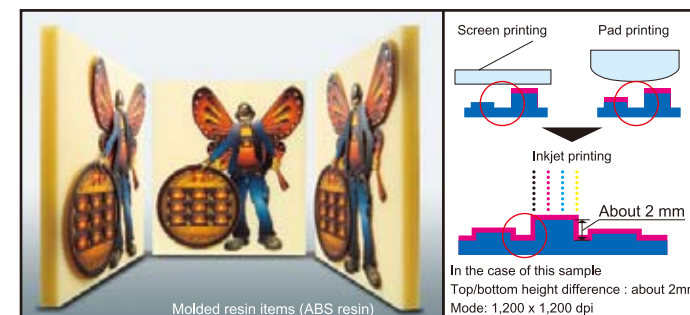 Molded resin items (ABS resin)
Screen printing
Pad printing
Inkjet printing
About 2 mm
In the case of this sample
Top/bottom height difference : about 2mm
Mode: 1,200 x 1,200 dpi